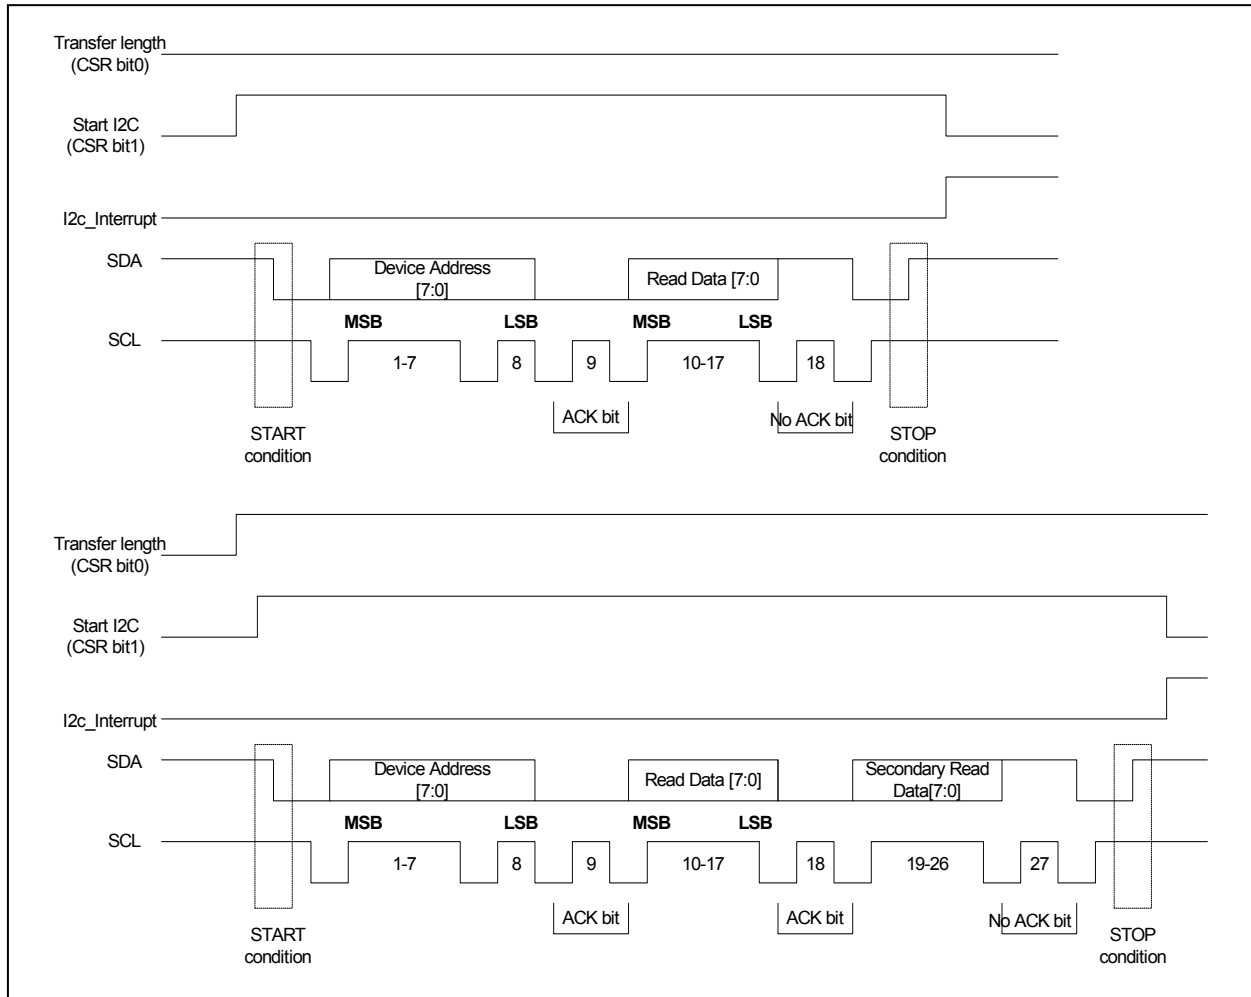 Transfer length
(CSR bit0)
Start I2C
(CSR bit1)
I2c_Interrupt
SDA
Device Address
[7:0]
Read Data [7:0
MSB
LSB
MSB
LSB
SCL
1-7
8
9
10-17
18
ACK bit
No ACK bit
START
condition
STOP
condition
Transfer length
(CSR bit0)
Start I2C
(CSR bit1)
I2c_Interrupt
SDA
Device Address
[7:0]
Read Data [7:0]
Secondary Read
Data[7:0]
MSB
LSB
MSB
LSB
SCL
1-7
8
9
10-17
18
19-26
27
ACK bit
ACK bit
No ACK bit
START
condition
STOP
condition